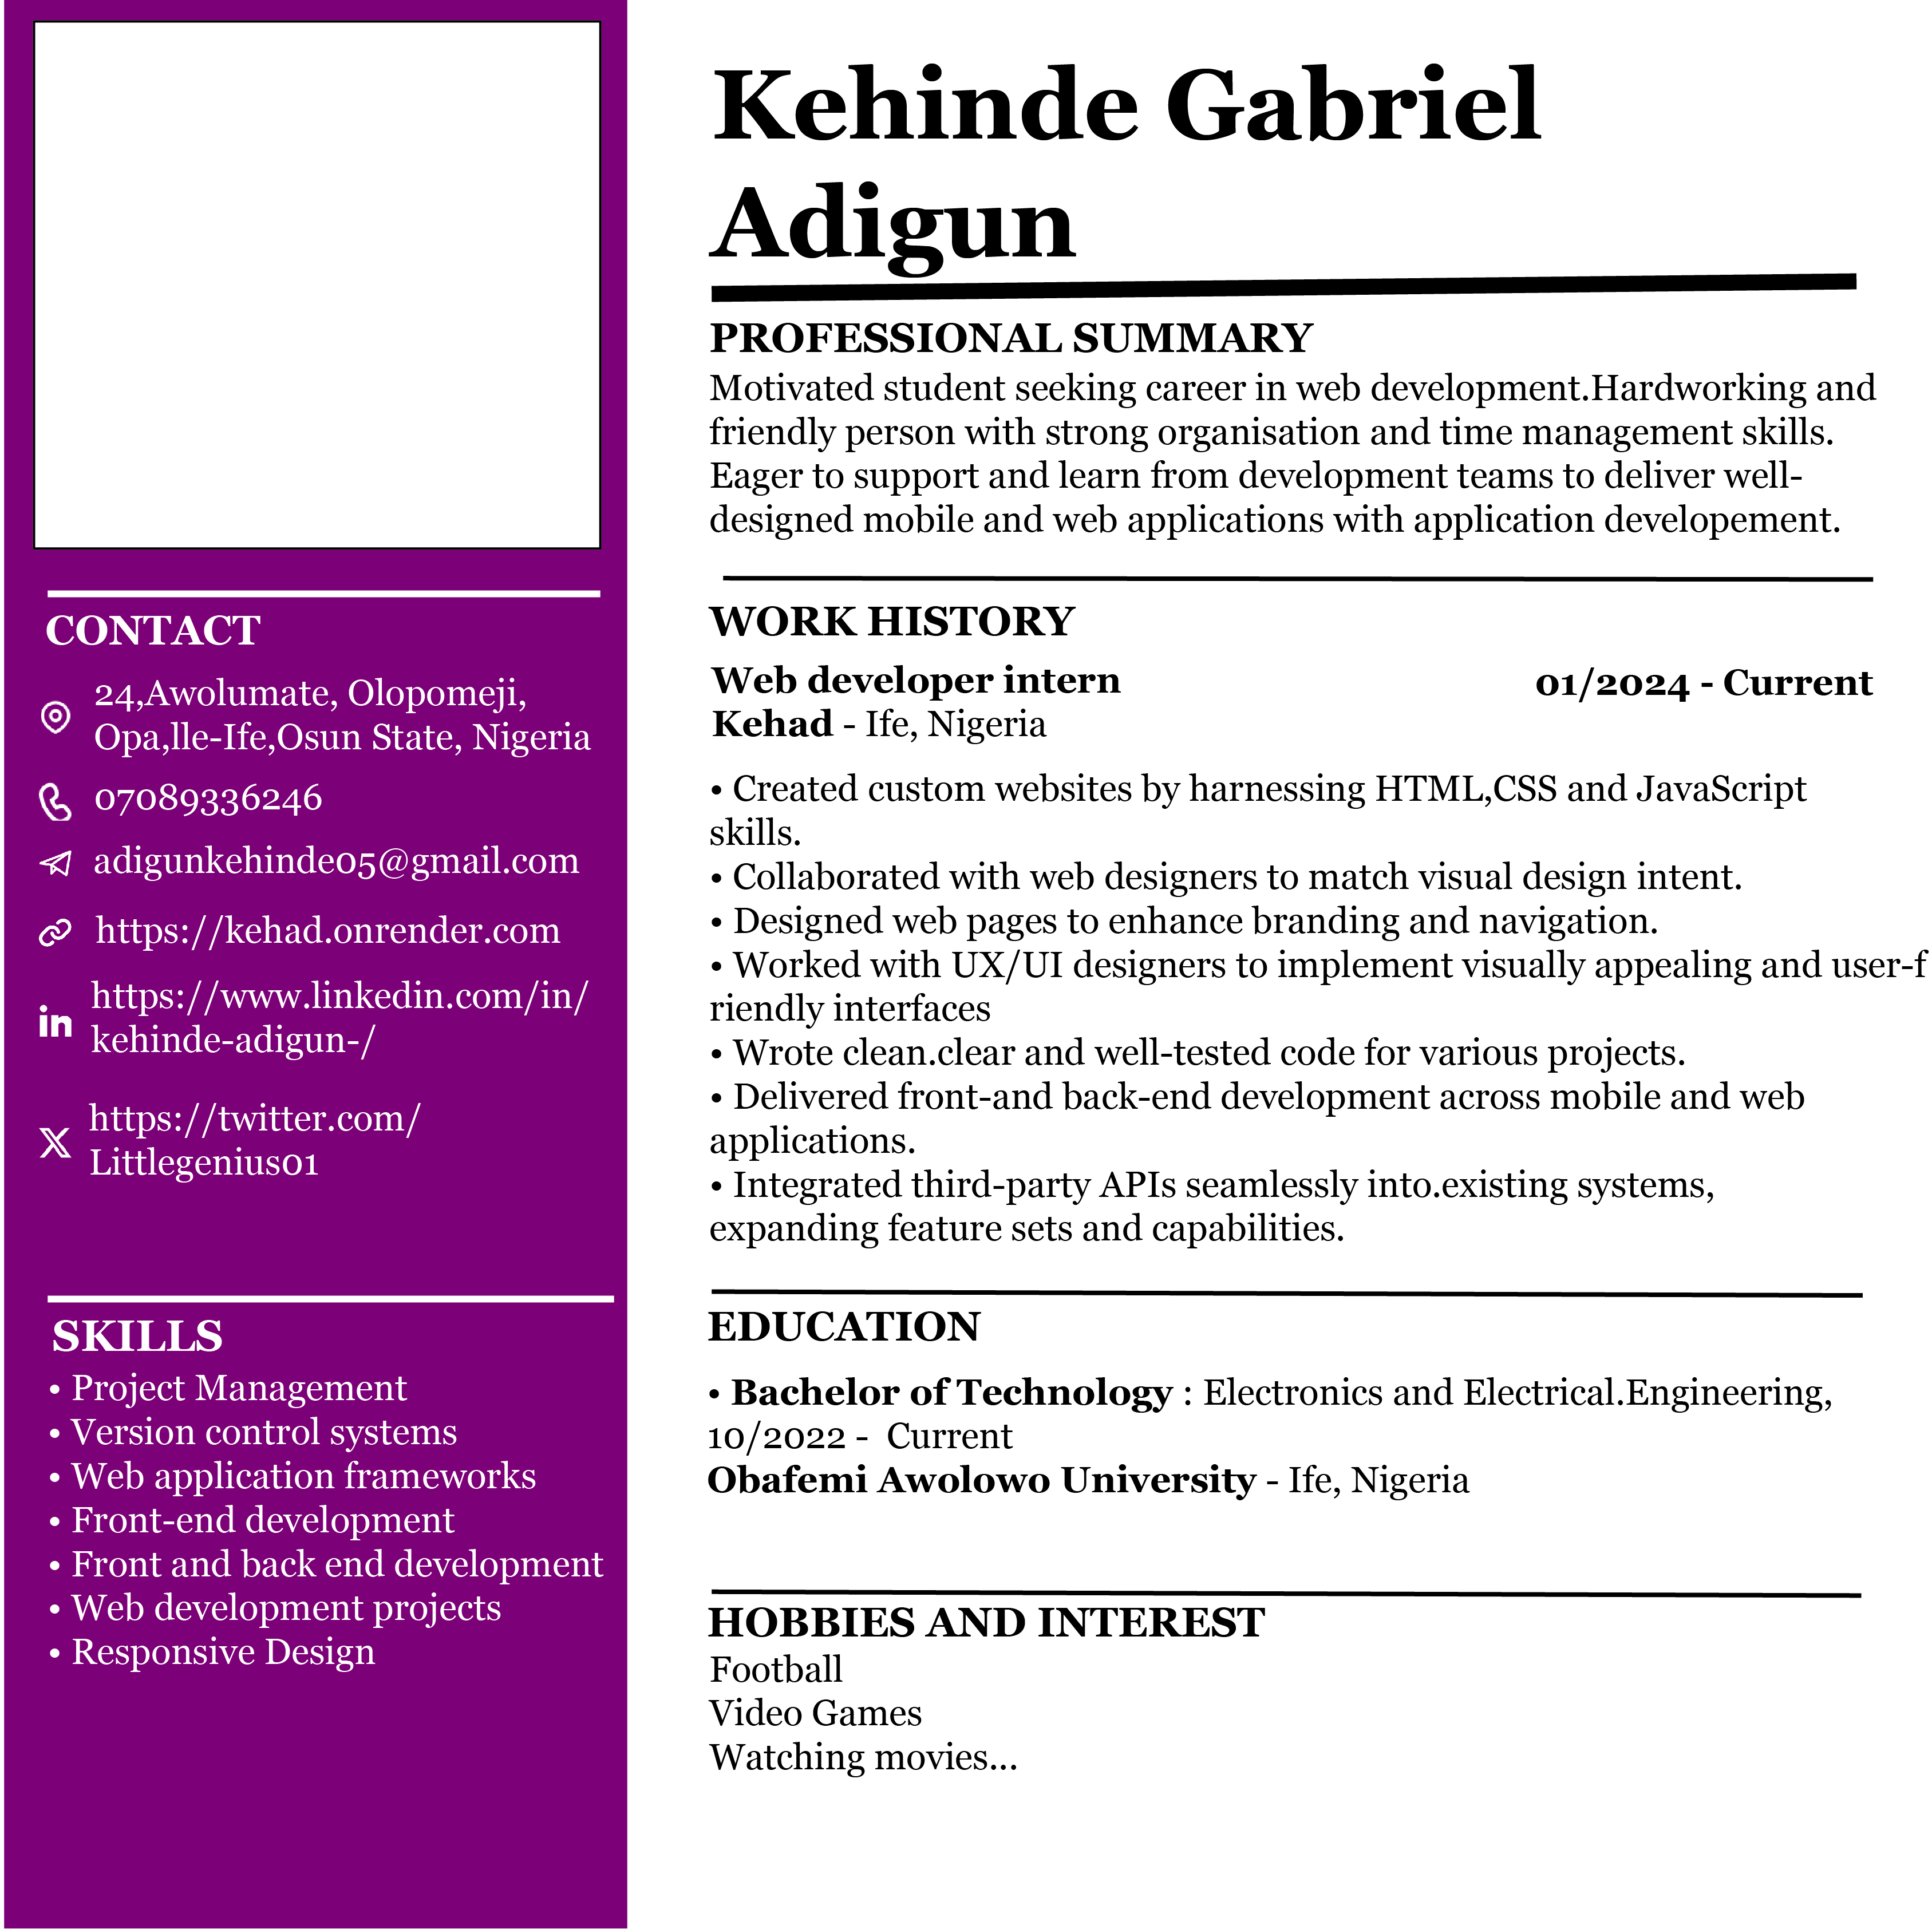 Kehinde Gabriel
Adigun
PROFESSIONAL SUMMARY
Motivated student seeking career in web development.Hardworking and
friendly person with strong organisation and time management skills.
Eager to support and learn from development teams to deliver well-
designed mobile and web applications with application developement.
WORK HISTORY
Web developer intern 01/2024 - Current
Kehad - Ife, Nigeria
• Created custom websites by harnessing HTML,CSS and JavaScript
skills.
• Collaborated with web designers to match visual design intent.
• Designed web pages to enhance branding and navigation.
• Worked with UX/UI designers to implement visually appealing and user-f
riendly interfaces
• Wrote clean.clear and well-tested code for various projects.
• Delivered front-and back-end development across mobile and web
applications.
• Integrated third-party APIs seamlessly into.existing systems,
expanding feature sets and capabilities.
EDUCATION
• Bachelor of Technology : Electronics and Electrical.Engineering,
10/2022 -  Current
Obafemi Awolowo University - Ife, Nigeria
HOBBIES AND INTEREST
Football
Video Games
Watching movies...
CONTACT
24,Awolumate, Olopomeji,
Opa,lle-Ife,Osun State, Nigeria
07089336246
adigunkehinde05@gmail.com
https://kehad.onrender.com
in
https://www.linkedin.com/in/
kehinde-adigun-/
https://twitter.com/
Littlegenius01
SKILLS
• Project Management
• Version control systems
• Web application frameworks
• Front-end development
• Front and back end development
• Web development projects
• Responsive Design